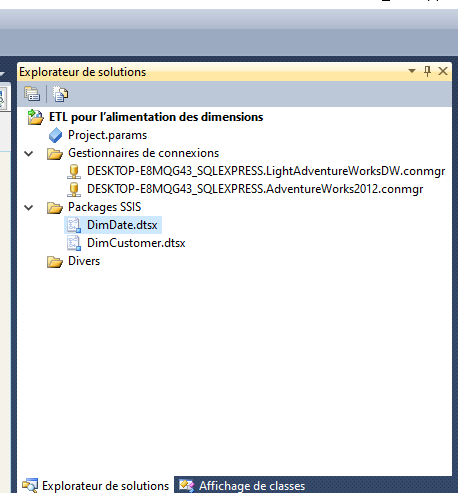 Explorateur de solutions
ETL pour l'alimentation des dimensions
Project.params
Gestionnaires de connexions
DESKTOP-E8MQG43_SQLEXPRESS.LightAdventureWorksDW.conmgr
DESKTOP-E8MQG43_SQLEXPRESS.AdventureWorks2012.conmgr
Packages SSIS
DimDate.dtsx
DimCustomer.dtsx
Divers
Explorateur de solutions
Affichage de classes